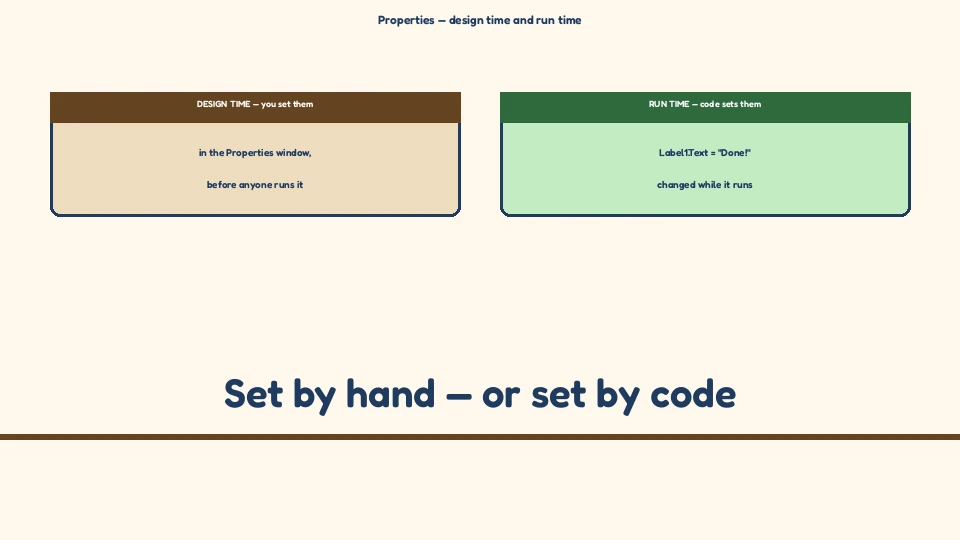 Properties — design time and run time
DESIGN TIME — you set them
in the Properties window,
before anyone runs it
RUN TIME — code sets them
Label1.Text = "Done!"
changed while it runs
Set by hand — or set by code